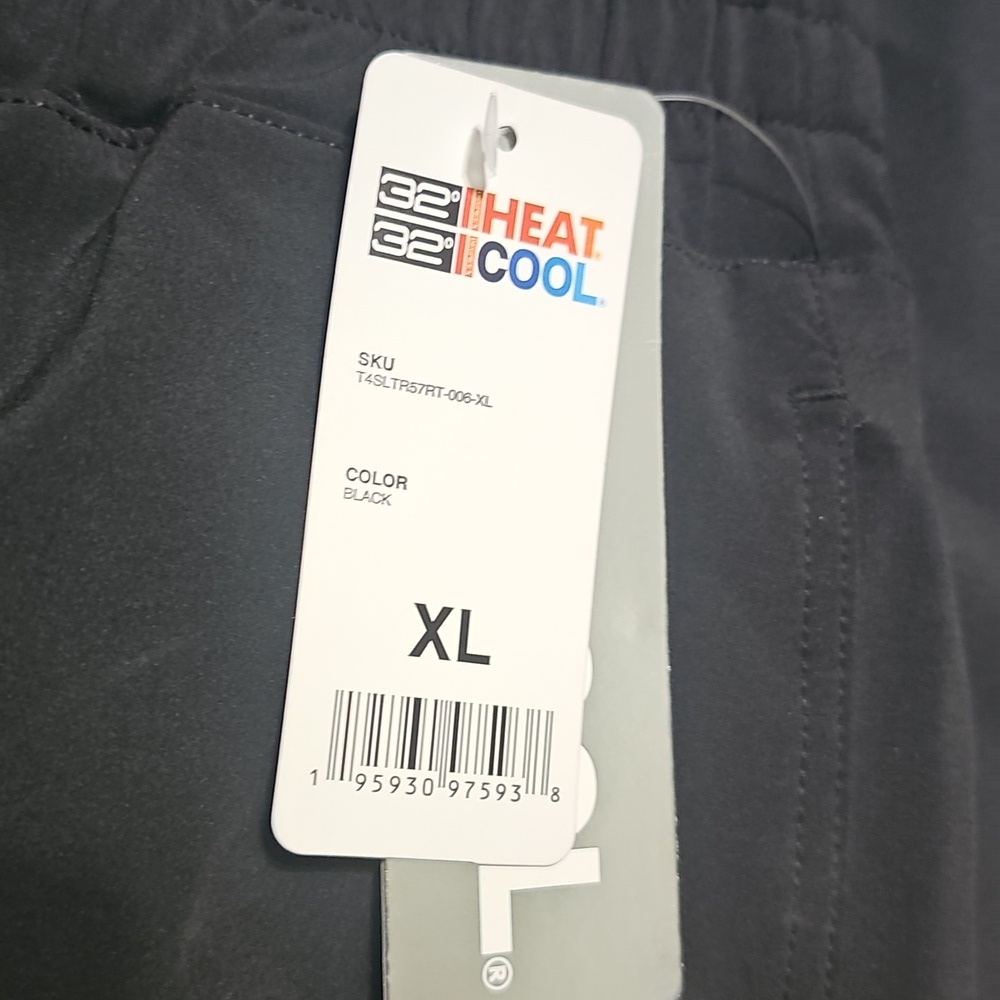 32° HEAT
32° COOL
SKU
T4SLTR57RT-006-XL
COLOR
BLACK
XL
1 95930 97593 8
L®